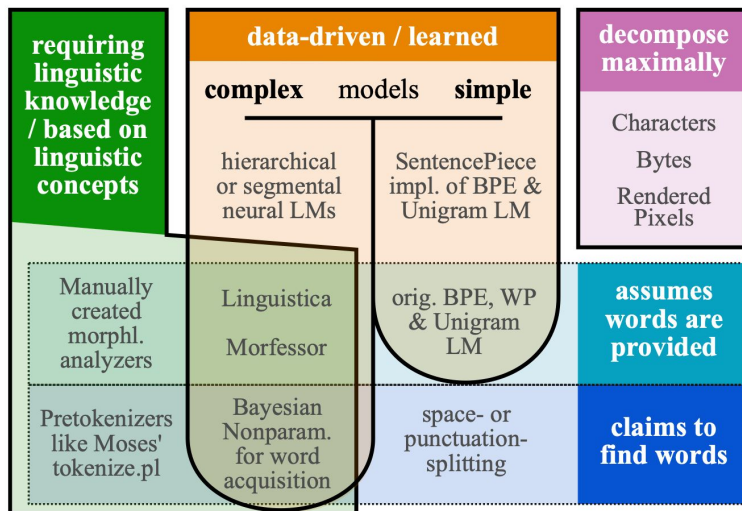 requiring
linguistic
knowledge
/ based on
linguistic
concepts
data-driven / learned
complex models simple
hierarchical
or segmental
neural LMs
SentencePiece
impl. of BPE &
Unigram LM
decompose
maximally
Characters
Bytes
Rendered
Pixels
Manually
created
morphl.
analyzers
Linguistica
Morfessor
orig. BPE, WP
& Unigram
LM
assumes
words are
provided
Pretokenizers
like Moses'
tokenize.pl
Bayesian
Nonparam.
for word
acquisition
space- or
punctuation-
splitting
claims to
find words